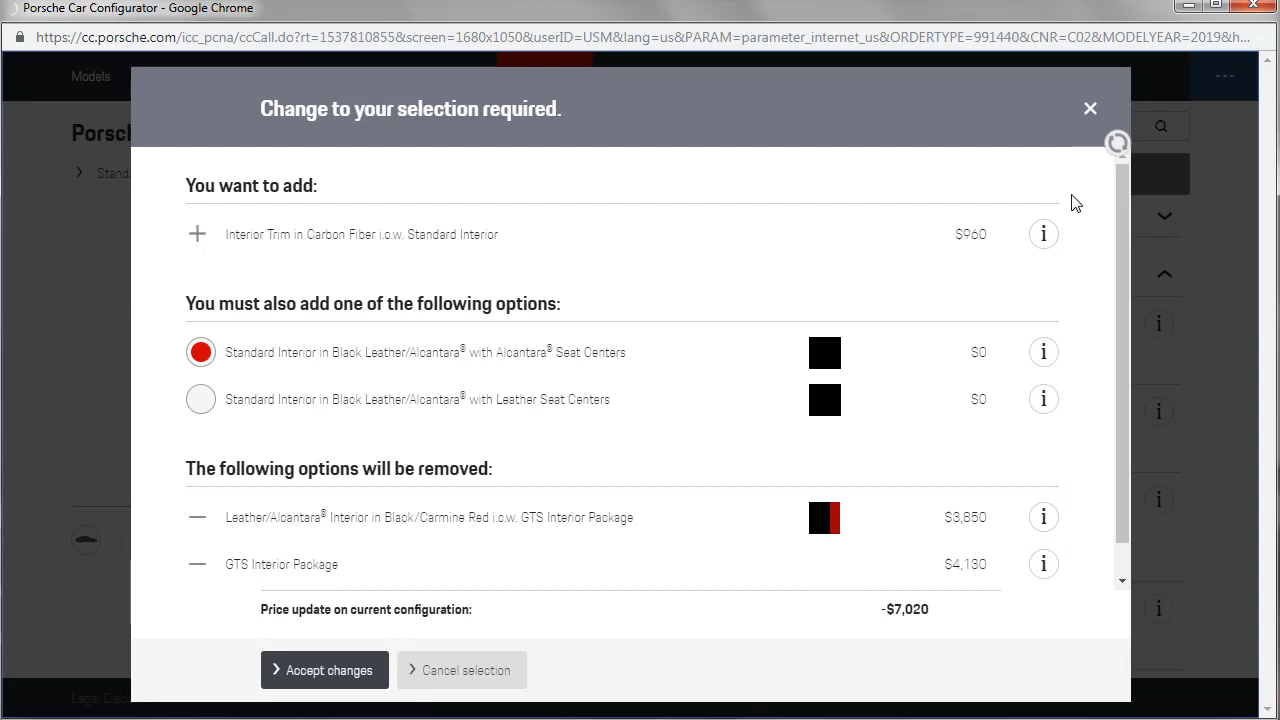 Porsche Car Configurator - Google Chrome
https://cc.porsche.com/icc_pcna/ccCall.do?rt=1537810855&screen=1680x1050&userID=USM&lang=us&PARAM=parameter_internet_us&ORDERTYPE=991440&CNR=C02&MODELYEAR=2019&h...
Models
Change to your selection required.
Porsc
Stand
You want to add:
Interior Trim in Carbon Fiber i.c.w. Standard Interior $960 i
You must also add one of the following options:
Standard Interior in Black Leather/Alcantara® with Alcantara® Seat Centers $0 i
Standard Interior in Black Leather/Alcantara® with Leather Seat Centers $0 i
The following options will be removed:
Leather/Alcantara® Interior in Black/Carmine Red i.c.w. GTS Interior Package $3,850 i
GTS Interior Package $4,130 i
Price update on current configuration: -$7,020
Accept changes Cancel selection
Legal Disc
i
i
i
i